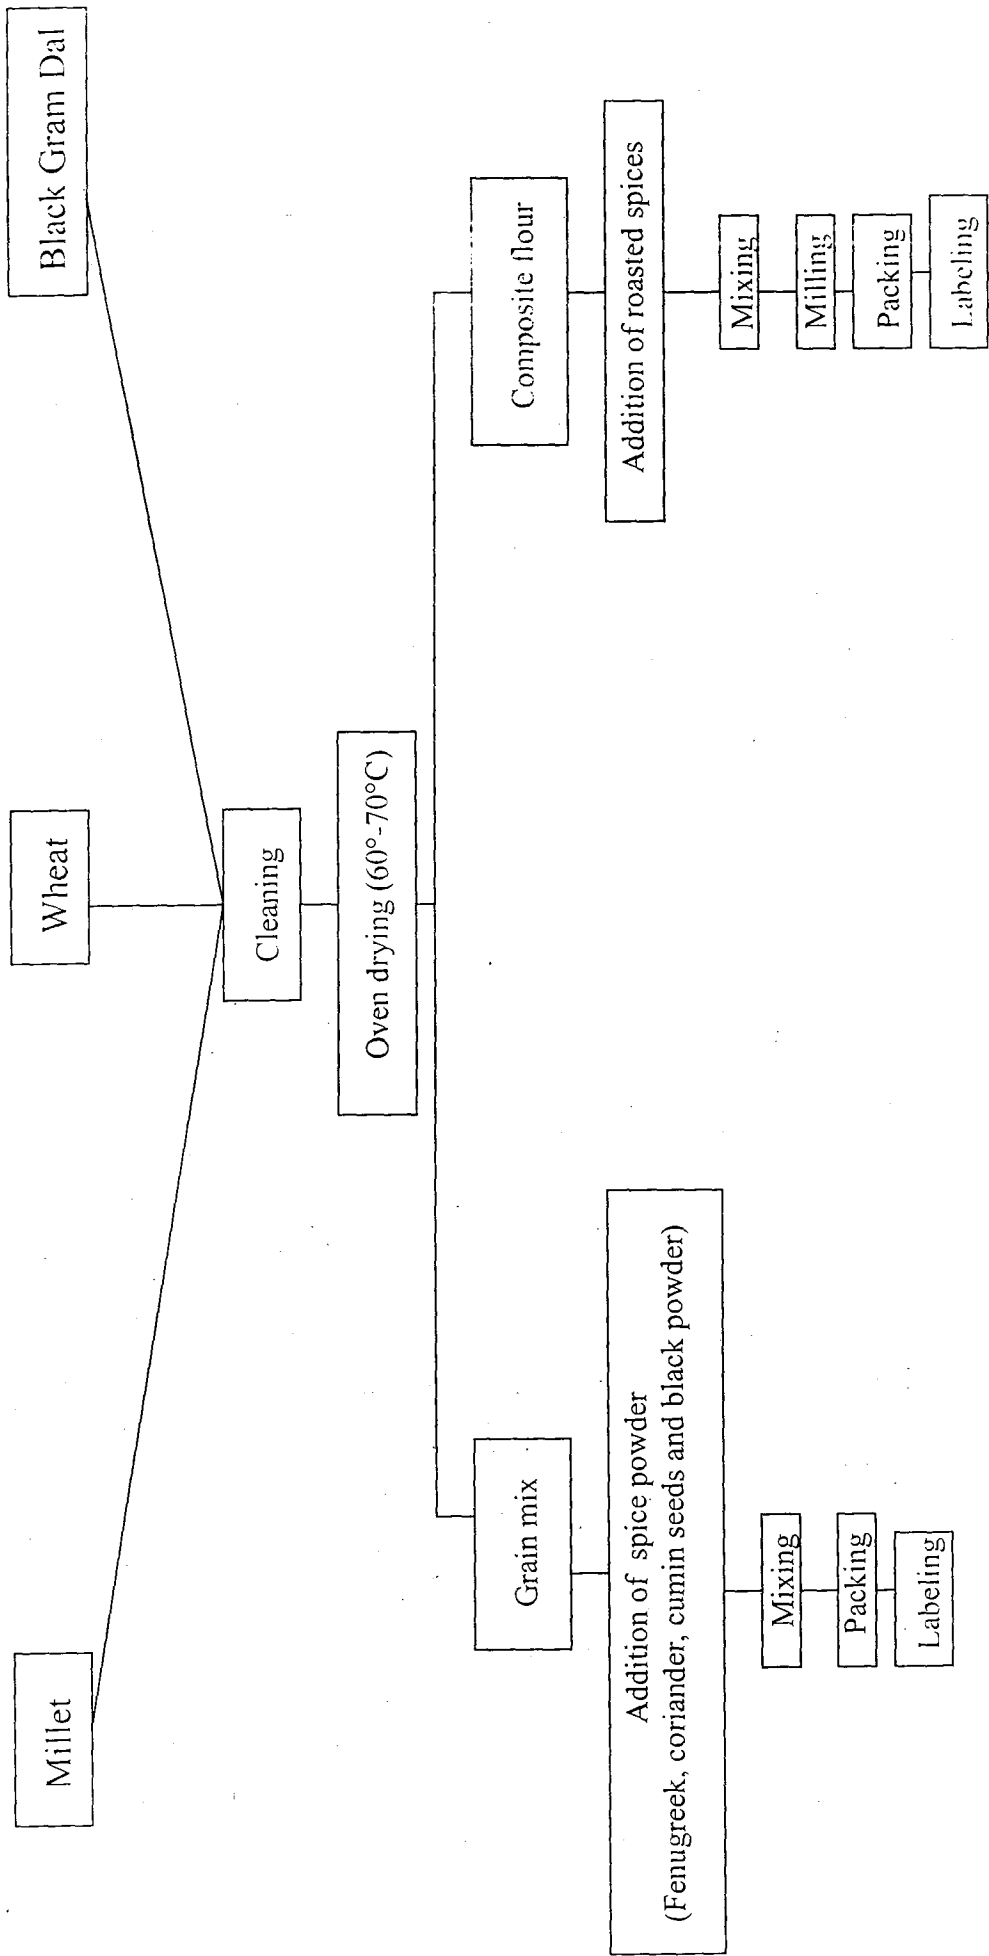 Millet
Wheat
Black Gram Dal
Cleaning
Oven drying (60°-70°C)
Grain mix
Addition of spice powder
(Fenugreek, coriander, cumin seeds and black powder)
Mixing
Packing
Labeling
Composite flour
Addition of roasted spices
Mixing
Milling
Packing
Labeling